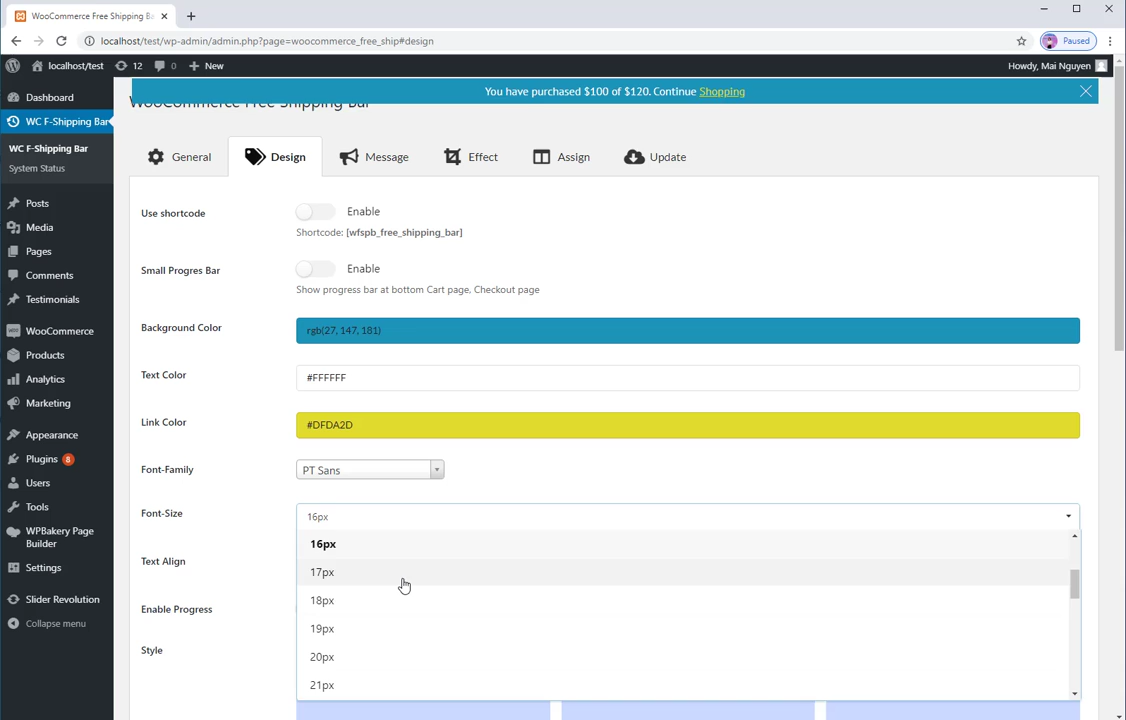 WooCommerce Free Shipping B
Paused
localhost/test/wp-admin/admin.php?page=woocommerce_free_ship#design
localhost/test
12
0
New
Howdy, Mai Nguyen
You have purchased $100 of $120. Continue Shopping
WooCommerce Free Shipping Bar
Dashboard
WC F-Shipping Bar
WC F-Shipping Bar
System Status
Posts
Media
Pages
Comments
Testimonials
WooCommerce
Products
Analytics
Marketing
Appearance
Plugins 8
Users
Tools
WPBakery Page
Builder
Settings
Slider Revolution
Collapse menu
General
Design
Message
Effect
Assign
Update
Use shortcode
Enable
Shortcode: [wfspb_free_shipping_bar]
Small Progres Bar
Enable
Show progress bar at bottom Cart page, Checkout page
Background Color
rgb(27, 147, 181)
Text Color
#FFFFFF
Link Color
#DFDA2D
Font-Family
PT Sans
Font-Size
16px
16px
17px
18px
19px
20px
21px
Text Align
Enable Progress
Style